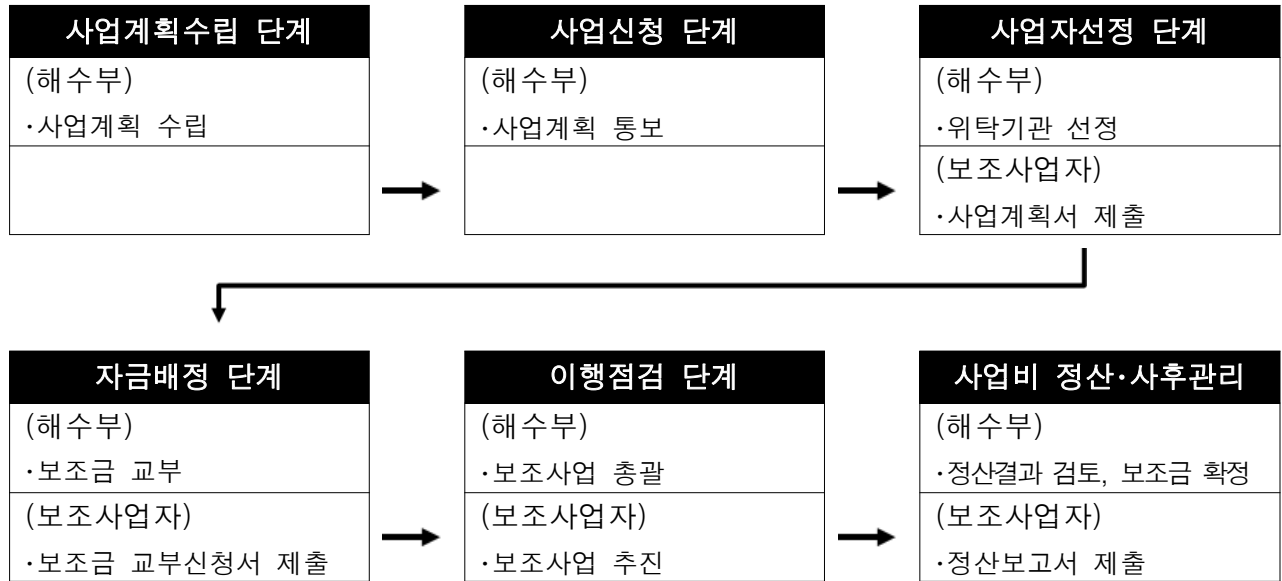 사업계획수립 단계
(해수부)
·사업계획 수립
사업신청 단계
(해수부)
·사업계획 통보
사업자선정 단계
(해수부)
·위탁기관 선정
(보조사업자)
·사업계획서 제출
자금배정 단계
(해수부)
·보조금 교부
(보조사업자)
·보조금 교부신청서 제출
이행점검 단계
(해수부)
·보조사업 총괄
(보조사업자)
·보조사업 추진
사업비 정산·사후관리
(해수부)
·정산결과 검토, 보조금 확정
(보조사업자)
·정산보고서 제출